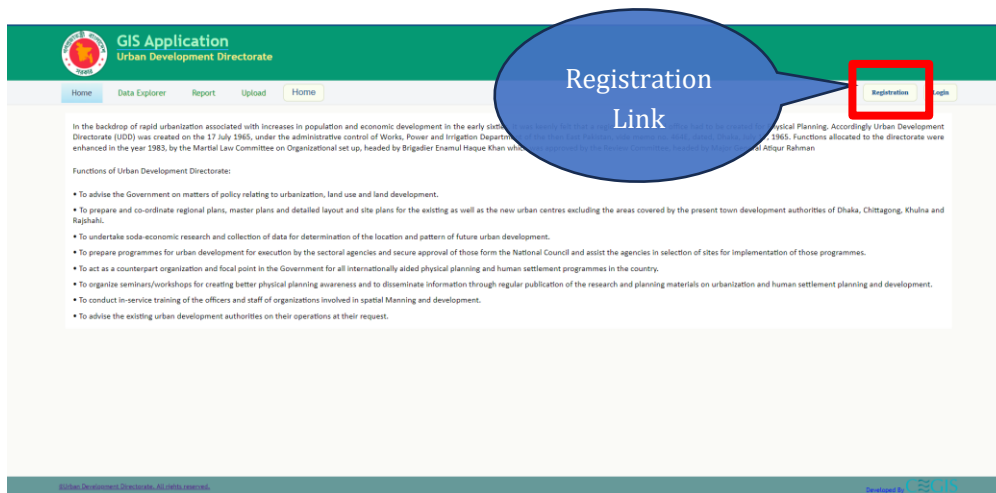 GIS Application
Urban Development Directorate
Registration
Link
Home Data Explorer Report Upload Home Registration Login
In the backdrop of rapid urbanization associated with increases in population and economic development in the early sixties
Physical Planning. Accordingly Urban Development
Directorate (UDD) was created on the 17 July 1965, under the administrative control of Works, Power and Irrigation Department
1965. Functions allocated to the directorate were
enhanced in the year 1983, by the Martial Law Committee on Organizational set up, headed by Brigadier Enamul Haque Khan
Atiqur Rahman
Functions of Urban Development Directorate:
• To advise the Government on matters of policy relating to urbanization, land use and land development.
• To prepare and co-ordinate regional plans, master plans and detailed layout and site plans for the existing as well as the new urban centres excluding the areas covered by the present town development authorities of Dhaka, Chittagong, Khulna and
Rajshahi.
• To undertake soda-economic research and collection of data for determination of the location and pattern of future urban development.
• To prepare programmes for urban development for execution by the sectoral agencies and secure approval of those form the National Council and assist the agencies in selection of sites for implementation of those programmes.
• To act as a counterpart organization and focal point in the Government for all internationally aided physical planning and human settlement programmes in the country.
• To organize seminars/workshops for creating better physical planning awareness and to disseminate information through regular publication of the research and planning materials on urbanization and human settlement planning and development.
• To conduct in-service training of the officers and staff of organizations involved in spatial Manning and development.
• To advise the existing urban development authorities on their operations at their request.
©Urban Development Directorate. All rights reserved.
Developed By CEGIS